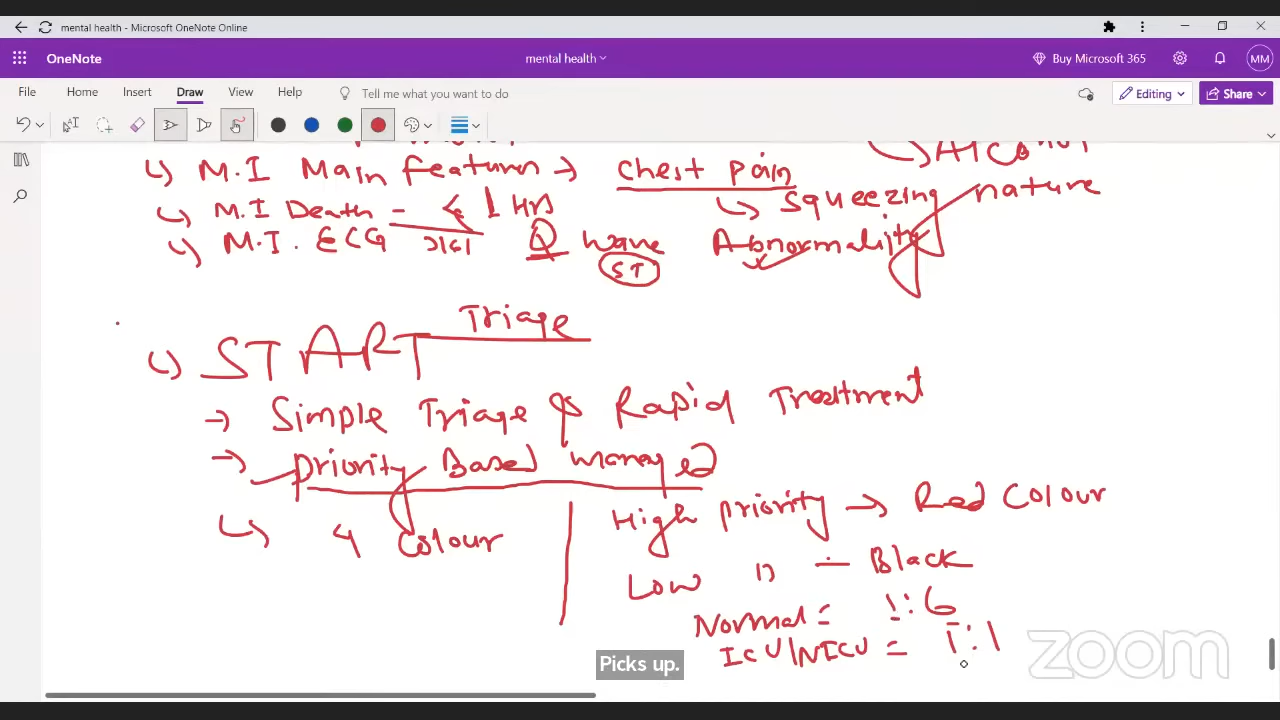 mental health - Microsoft OneNote Online
OneNote
mental health
Buy Microsoft 365
MM
File Home Insert Draw View Help Tell me what you want to do
Editing Share
↳ M.I Main Features → Chest pain
↳ Squeezing nature
↳ M.I Death - < 1 Hrs
↳ M.I. ECG Q wave Abnormality
ST
↳ START Triage
→ Simple Triage & Rapid Treatment
→ Priority Based managed
↳ 4 Colour
High priority → Red Colour
Low " - Black
Normal = 1:6
ICU/NICU = 1:1
Picks up.
ZOOM